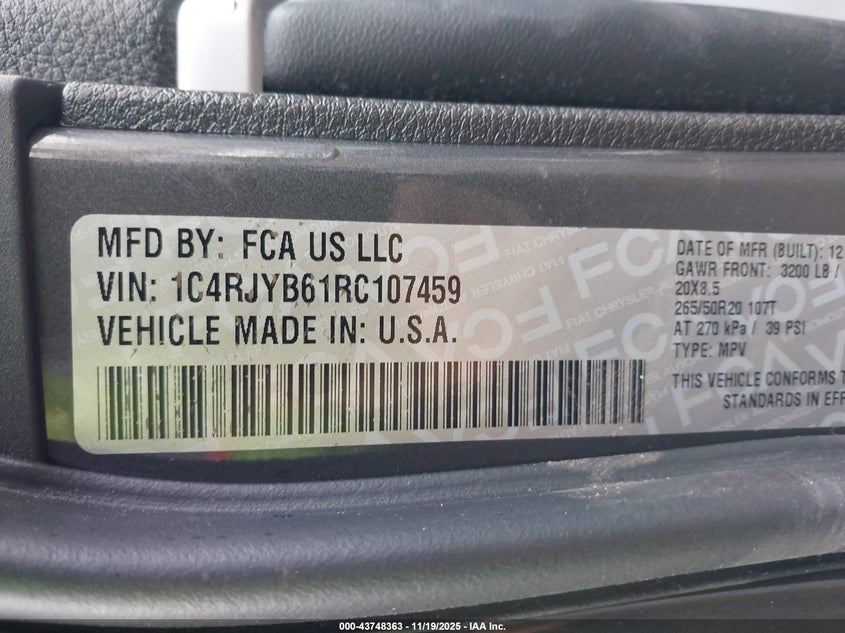 MFD BY: FCA US LLC
VIN: 1C4RJYB61RC107459
VEHICLE MADE IN: U.S.A.
DATE OF MFR (BUILT): 12
GAWR FRONT: 3200 LB /
20X8.5
265/50R20 107T
AT 270 kPa / 39 PSI
TYPE: MPV
THIS VEHICLE CONFORMS T
STANDARDS IN EFF
000-43748363 — 11/19/2025 — IAA Inc.